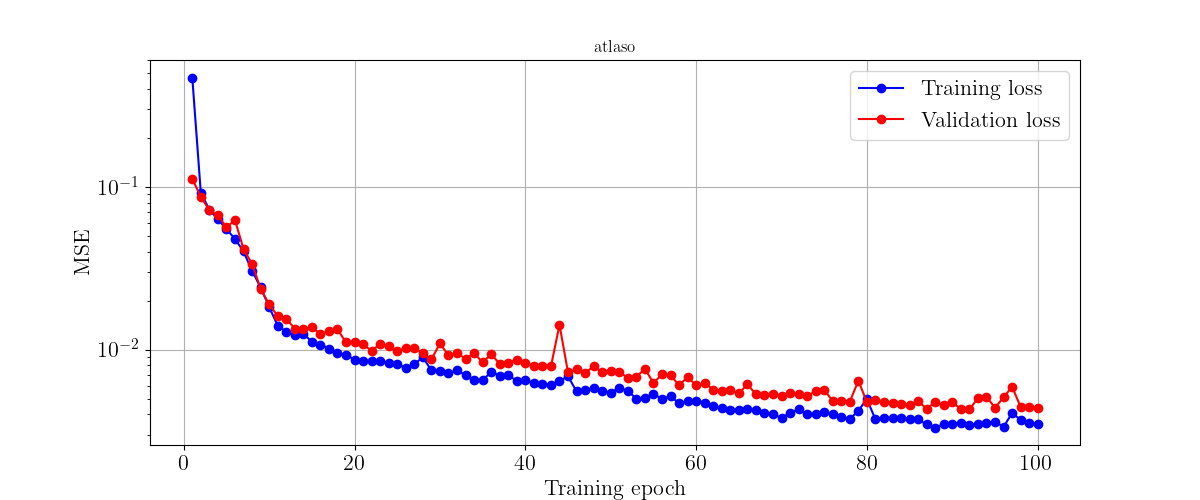 atlaso
Training loss
Validation loss
10⁻¹
10⁻²
MSE
0 20 40 60 80 100
Training epoch